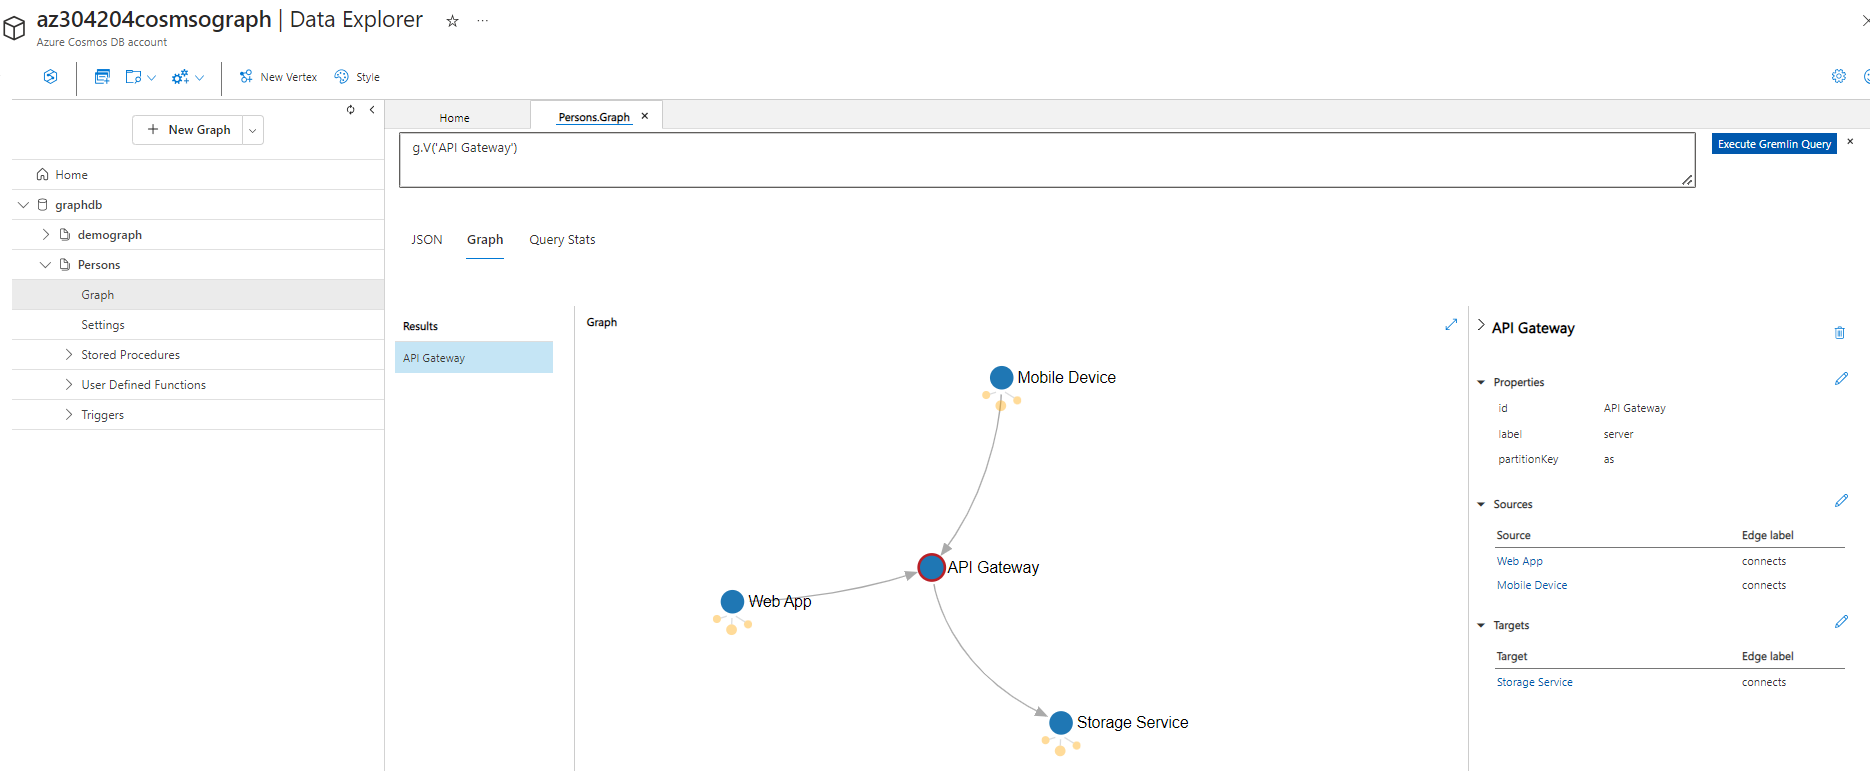 az304204cosmsograph | Data Explorer
Azure Cosmos DB account
New Vertex
Style
New Graph
Home
graphdb
demograph
Persons
Graph
Settings
Stored Procedures
User Defined Functions
Triggers
Home
Persons.Graph
g.V('API Gateway')
Execute Gremlin Query
JSON
Graph
Query Stats
Results
API Gateway
Graph
Mobile Device
API Gateway
Web App
Storage Service
API Gateway
Properties
id API Gateway
label server
partitionKey as
Sources
Source Edge label
Web App connects
Mobile Device connects
Targets
Target Edge label
Storage Service connects